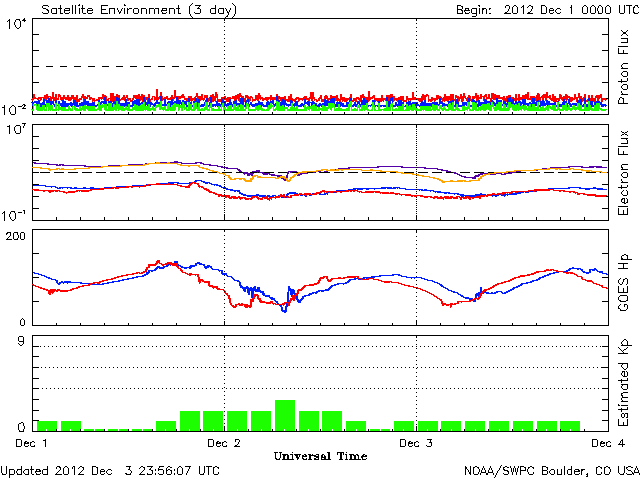 Satellite Environment (3 day)
Begin: 2012 Dec 1 0000 UTC
10⁴
10⁻²
Proton Flux
10⁷
10⁻¹
Electron Flux
200
0
GOES Hp
9
0
Estimated Kp
Dec 1
Dec 2
Dec 3
Dec 4
Universal Time
Updated 2012 Dec 3 23:56:07 UTC
NOAA/SWPC Boulder, CO USA